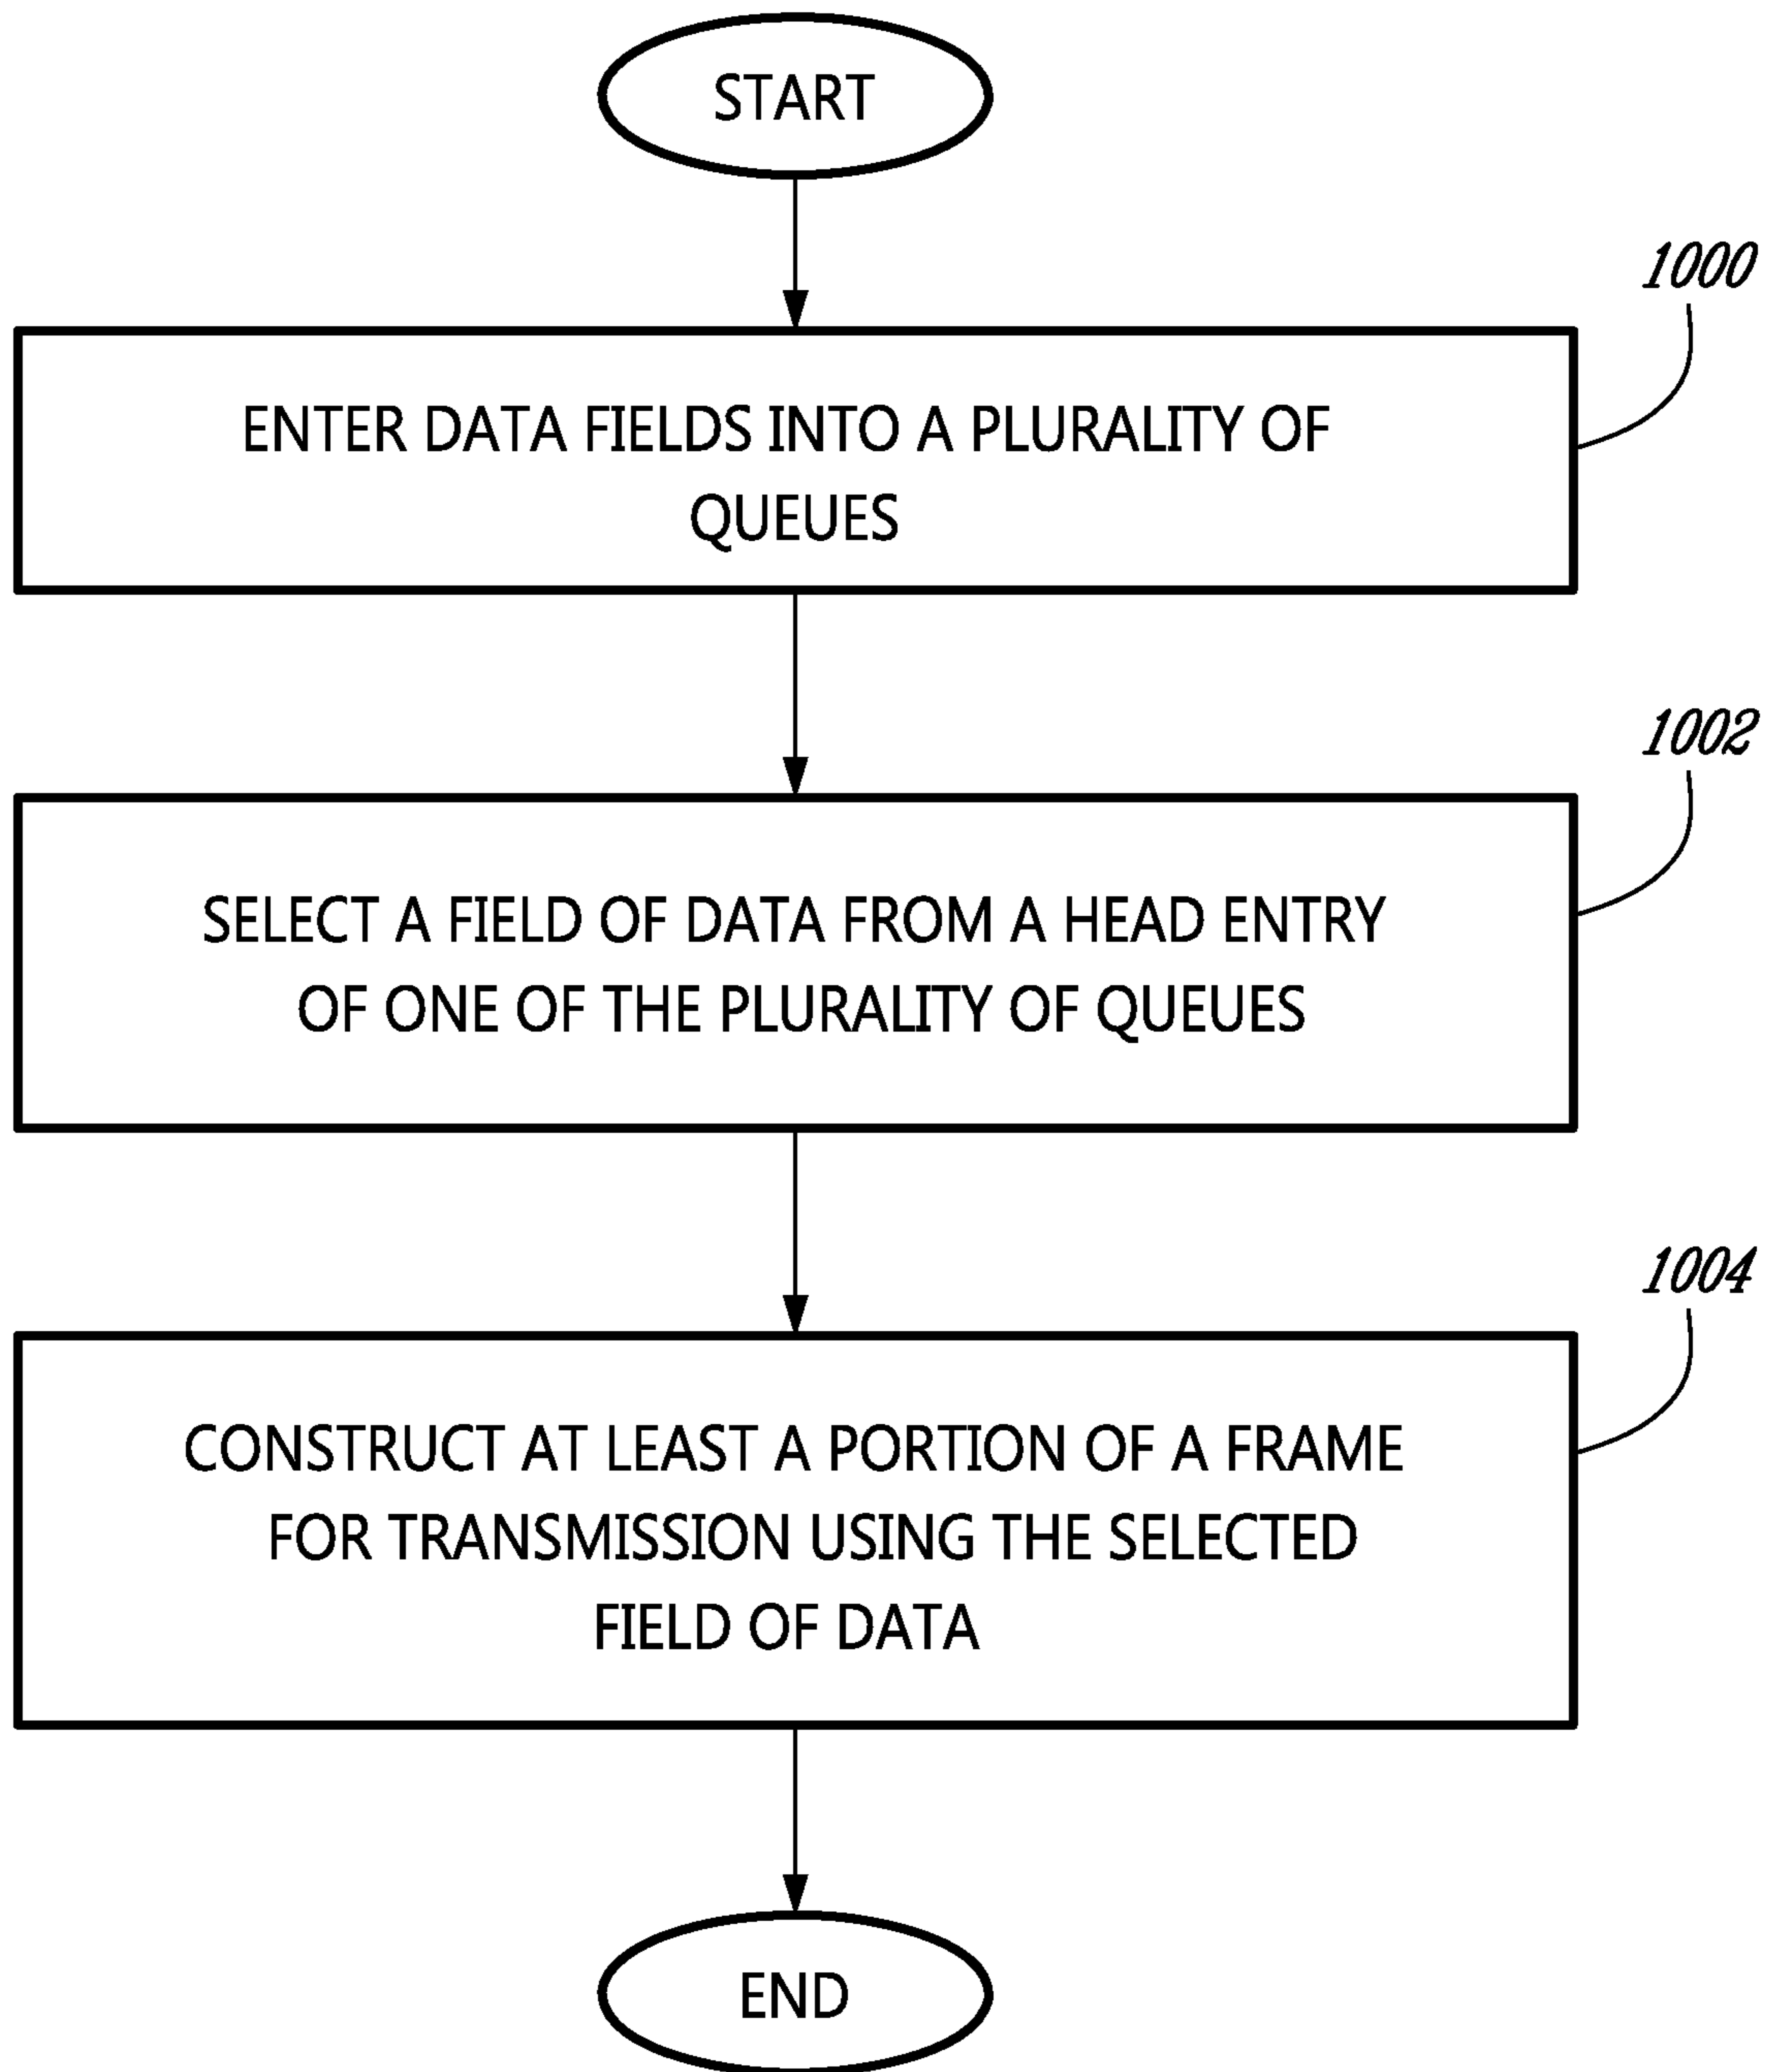 START
1000
ENTER DATA FIELDS INTO A PLURALITY OF
QUEUES
1002
SELECT A FIELD OF DATA FROM A HEAD ENTRY
OF ONE OF THE PLURALITY OF QUEUES
1004
CONSTRUCT AT LEAST A PORTION OF A FRAME
FOR TRANSMISSION USING THE SELECTED
FIELD OF DATA
END